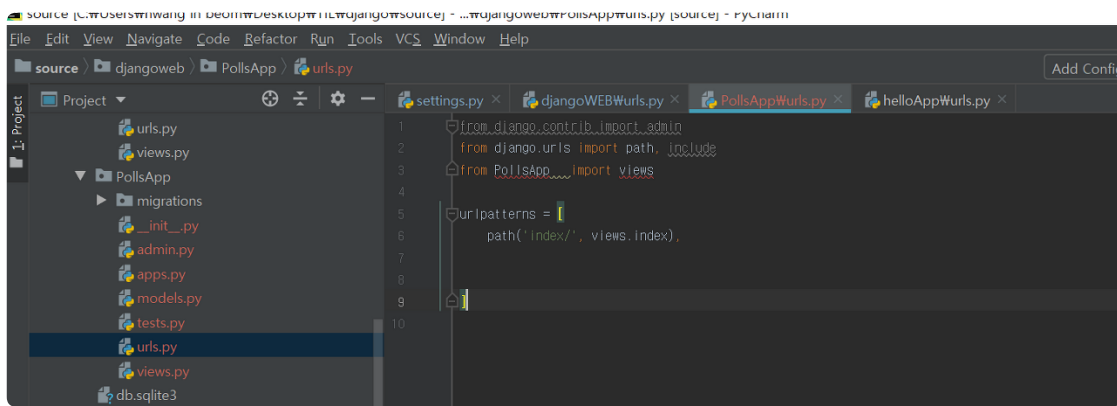 source [C:₩Users₩hwang in beom₩Desktop₩TIL₩django₩source] - ...₩djangoweb₩PollsApp₩urls.py [source] - PyCharm
File Edit View Navigate Code Refactor Run Tools VCS Window Help
source djangoweb PollsApp urls.py Add Confi
1: Project
Project
settings.py djangoWEB₩urls.py PollsApp₩urls.py helloApp₩urls.py
urls.py
views.py
PollsApp
migrations
__init__.py
admin.py
apps.py
models.py
tests.py
urls.py
views.py
db.sqlite3
1 from django.contrib import admin
2 from django.urls import path, include
3 from PollsApp import views
4
5 urlpatterns = [
6 path('index/', views.index),
7
8
9 ]
10